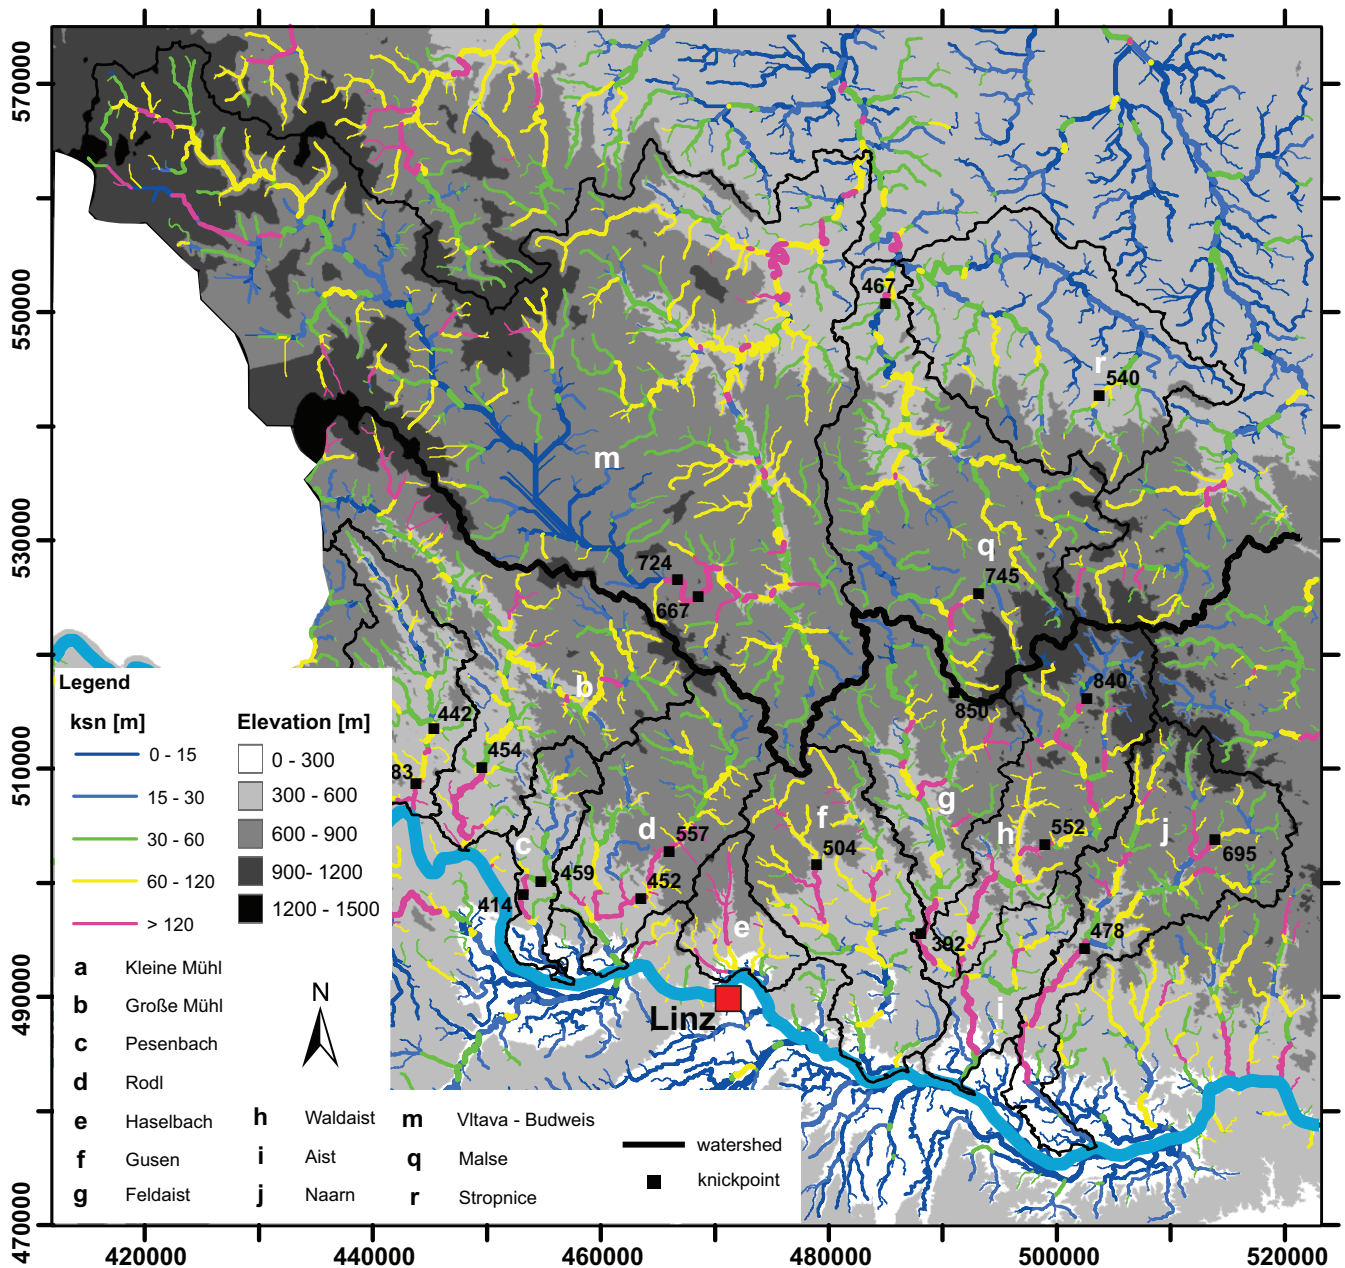 570000
550000
530000
510000
490000
470000
420000
440000
460000
480000
500000
520000
467
r
540
m
q
745
724
667
b
840
850
442
454
83
f
g
h
552
j
695
d
557
504
c
459
452
414
e
392
478
i
Linz
Legend
ksn [m]
0 - 15
15 - 30
30 - 60
60 - 120
> 120
Elevation [m]
0 - 300
300 - 600
600 - 900
900- 1200
1200 - 1500
N
a Kleine Mühl
b Große Mühl
c Pesenbach
d Rodl
e Haselbach
f Gusen
g Feldaist
h Waldaist
i Aist
j Naarn
m Vltava - Budweis
q Malse
r Stropnice
watershed
knickpoint